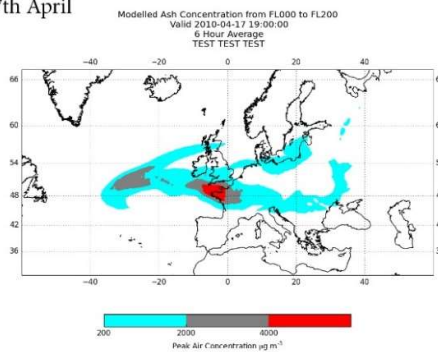 7th April
Modelled Ash Concentration from FL000 to FL200
Valid 2010-04-17 19:00:00
6 Hour Average
TEST TEST TEST
−40 −20 0 20 40
66
60
54
48
42
36
−40 −20 0 20 40
200 2000 4000
Peak Air Concentration μg m⁻³